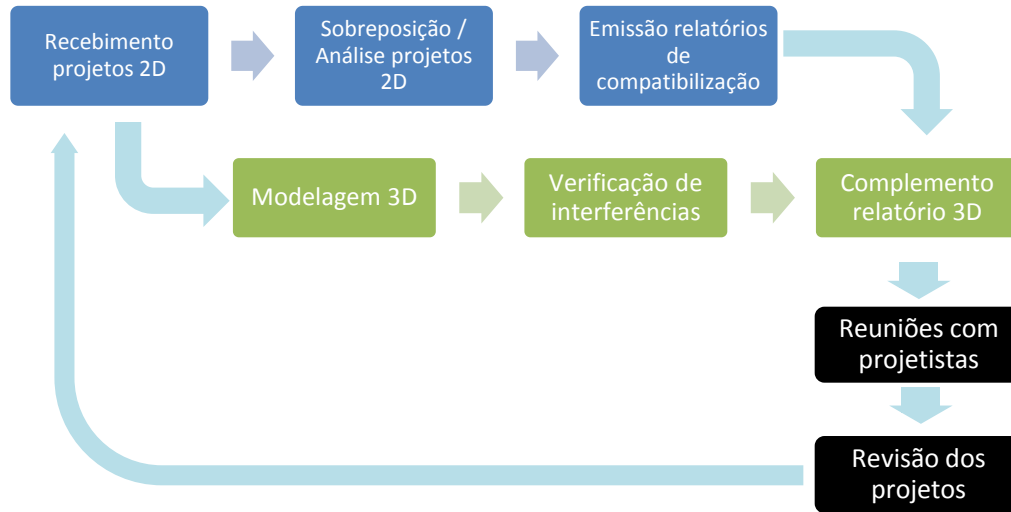 Recebimento
projetos 2D
Sobreposição /
Análise projetos
2D
Emissão relatórios
de
compatibilização
Modelagem 3D
Verificação de
interferências
Complemento
relatório 3D
Reuniões com
projetistas
Revisão dos
projetos